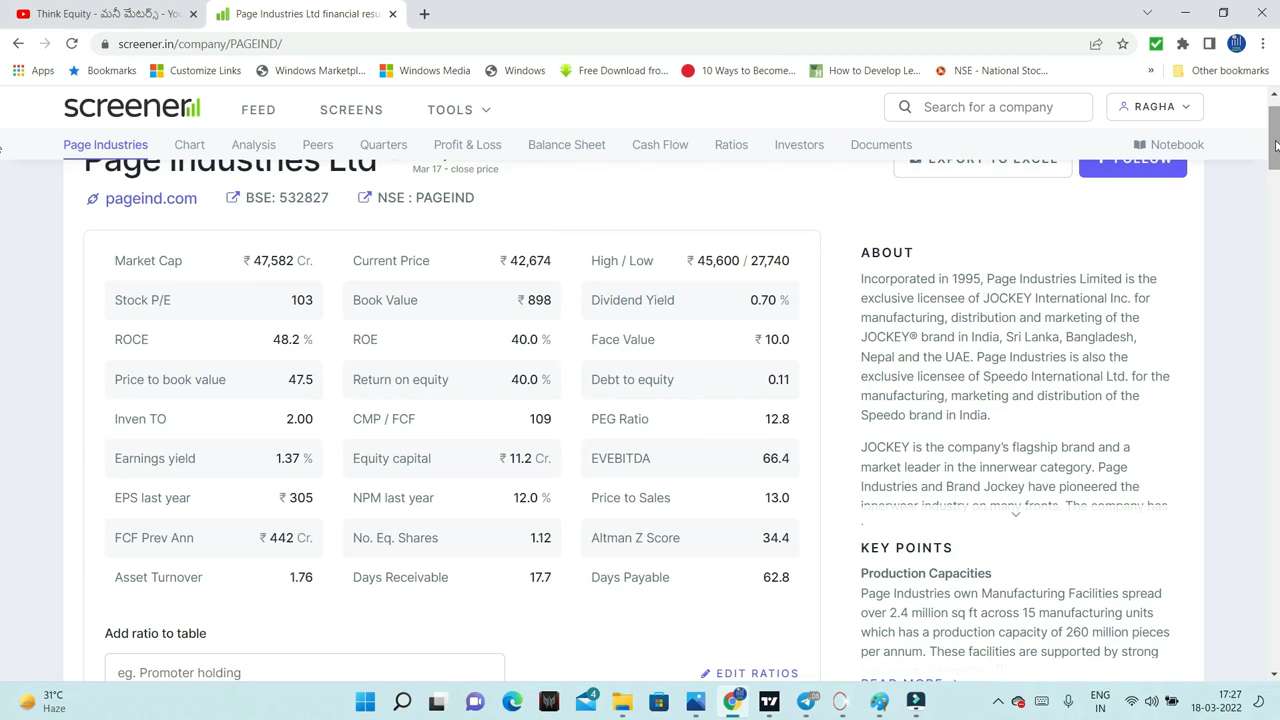 Think Equity - మనీ మేటర్స్ - You
Page Industries Ltd financial resu
screener.in/company/PAGEIND/
Apps
Bookmarks
Customize Links
Windows Marketpl...
Windows Media
Windows
Free Download fro...
10 Ways to Become...
How to Develop Le...
NSE - National Stoc...
»
Other bookmarks
screener
FEED
SCREENS
TOOLS
Search for a company
RAGHA
Page Industries
Chart
Analysis
Peers
Quarters
Profit & Loss
Balance Sheet
Cash Flow
Ratios
Investors
Documents
Notebook
Page Industries Ltd
Mar 17 - close price
EXPORT TO EXCEL
FOLLOW
pageind.com
BSE: 532827
NSE : PAGEIND
Market Cap ₹ 47,582 Cr.
Current Price ₹ 42,674
High / Low ₹ 45,600 / 27,740
Stock P/E 103
Book Value ₹ 898
Dividend Yield 0.70 %
ROCE 48.2 %
ROE 40.0 %
Face Value ₹ 10.0
Price to book value 47.5
Return on equity 40.0 %
Debt to equity 0.11
Inven TO 2.00
CMP / FCF 109
PEG Ratio 12.8
Earnings yield 1.37 %
Equity capital ₹ 11.2 Cr.
EVEBITDA 66.4
EPS last year ₹ 305
NPM last year 12.0 %
Price to Sales 13.0
FCF Prev Ann ₹ 442 Cr.
No. Eq. Shares 1.12
Altman Z Score 34.4
Asset Turnover 1.76
Days Receivable 17.7
Days Payable 62.8
Add ratio to table
eg. Promoter holding
EDIT RATIOS
ABOUT
Incorporated in 1995, Page Industries Limited is the
exclusive licensee of JOCKEY International Inc. for
manufacturing, distribution and marketing of the
JOCKEY® brand in India, Sri Lanka, Bangladesh,
Nepal and the UAE. Page Industries is also the
exclusive licensee of Speedo International Ltd. for the
manufacturing, marketing and distribution of the
Speedo brand in India.
JOCKEY is the company's flagship brand and a
market leader in the innerwear category. Page
Industries and Brand Jockey have pioneered the
innerwear industry on many fronts. The company has
KEY POINTS
Production Capacities
Page Industries own Manufacturing Facilities spread
over 2.4 million sq ft across 15 manufacturing units
which has a production capacity of 260 million pieces
per annum. These facilities are supported by strong
READ MORE
31°C
Haze
4
ENG
IN
17:27
18-03-2022